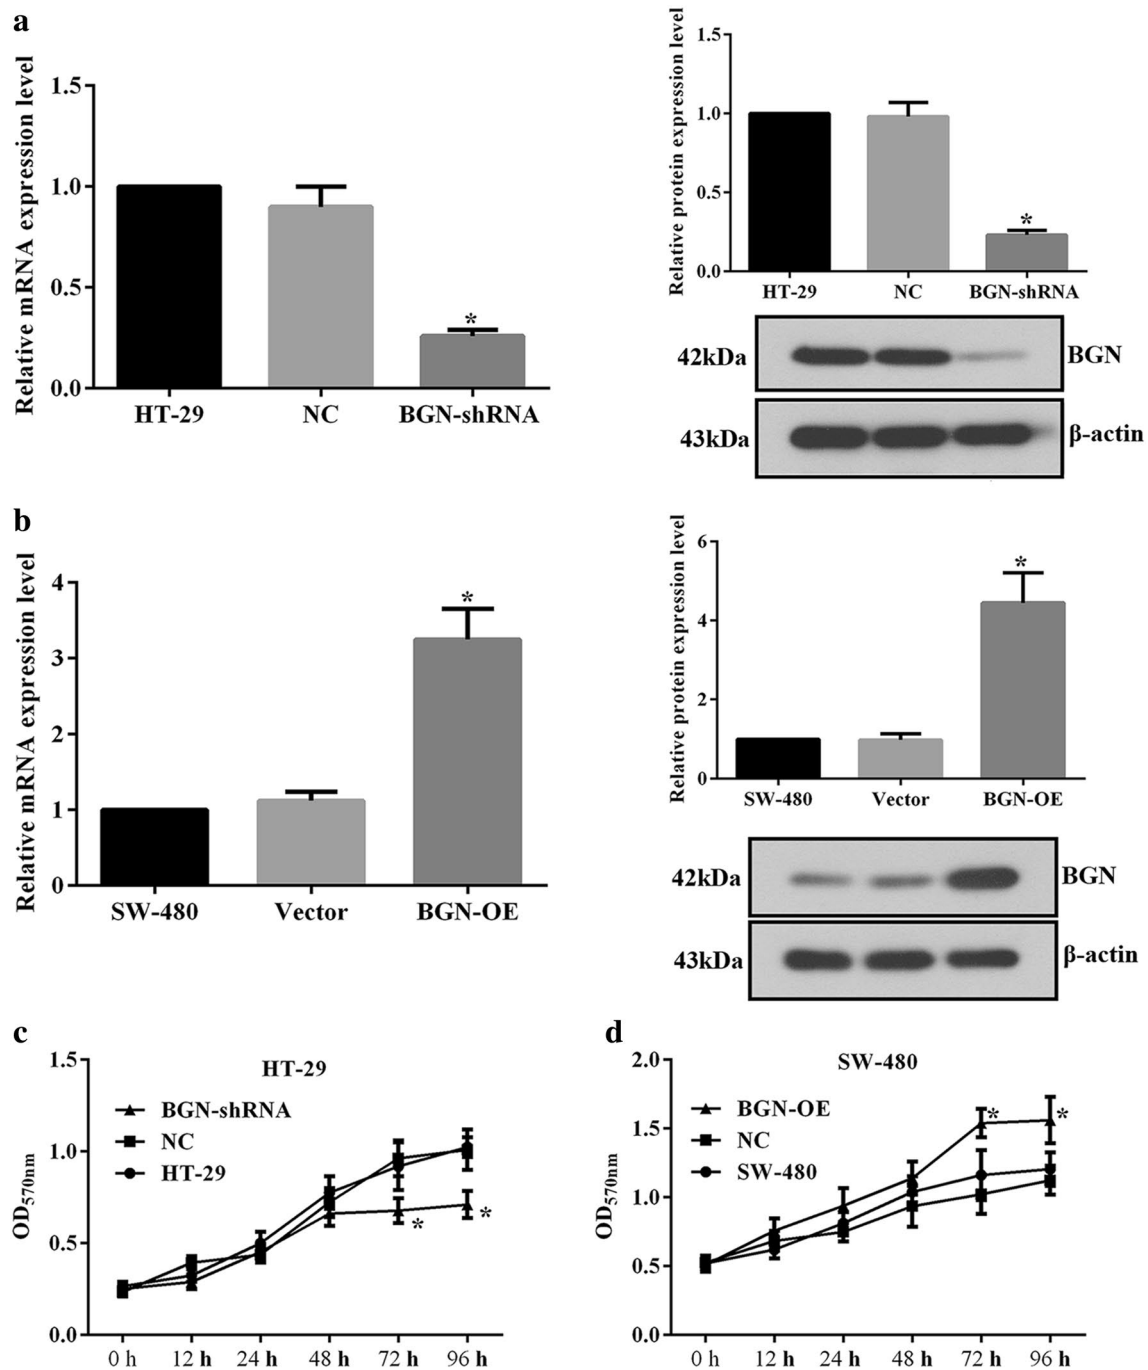 a
Relative mRNA expression level
1.5
1.0
0.5
0.0
*
HT-29 NC BGN-shRNA
Relative protein expression level
1.5
1.0
0.5
0.0
*
HT-29 NC BGN-shRNA
42kDa BGN
43kDa β-actin
b
Relative mRNA expression level
4
3
2
1
0
*
SW-480 Vector BGN-OE
Relative protein expression level
6
4
2
0
*
SW-480 Vector BGN-OE
42kDa BGN
43kDa β-actin
c
HT-29
OD570nm
1.5
1.0
0.5
0.0
BGN-shRNA
NC
HT-29
* *
0 h 12 h 24 h 48 h 72 h 96 h
d
SW-480
OD570nm
2.0
1.5
1.0
0.5
0.0
BGN-OE
NC
SW-480
* *
0 h 12 h 24 h 48 h 72 h 96 h